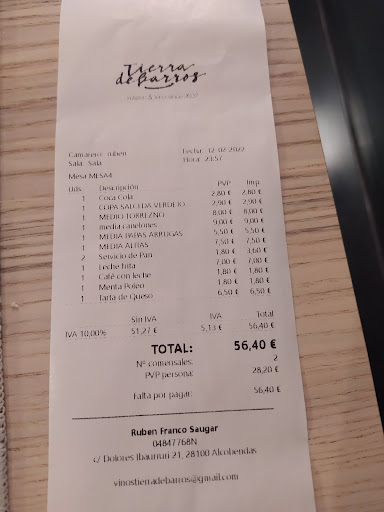 Tierra
de Barros
Camarero: ruben
Fecha: 12-02-2022
Sala: Sala
Hora: 23:57
Mesa MESA4
Uds Descripción PVP Imp.
1 Coca Cola 2,80 € 2,80 €
1 COPA SALCEDA VERDEJO 2,90 € 2,90 €
1 MEDIO TORREZNO 8,00 € 8,00 €
1 media canelones 9,00 € 9,00 €
1 MEDIA PAPAS ARRUGAS 5,50 € 5,50 €
1 MEDIA ALITAS 7,50 € 7,50 €
2 Servicio de Pan 1,80 € 3,60 €
1 Leche frita 7,00 € 7,00 €
1 Café con leche 1,80 € 1,80 €
1 Menta Poleo 1,80 € 1,80 €
1 Tarta de Queso 6,50 € 6,50 €
Sin IVA IVA Total
IVA 10,00% 51,27 € 5,13 € 56,40 €
TOTAL: 56,40 €
Nº comensales: 2
PVP persona: 28,20 €
Falta por pagar: 56,40 €
Ruben Franco Saugar
04847768N
c/ Dolores Ibaurruri 21, 28100 Alcobendas
vinostierradebarros@gmail.com